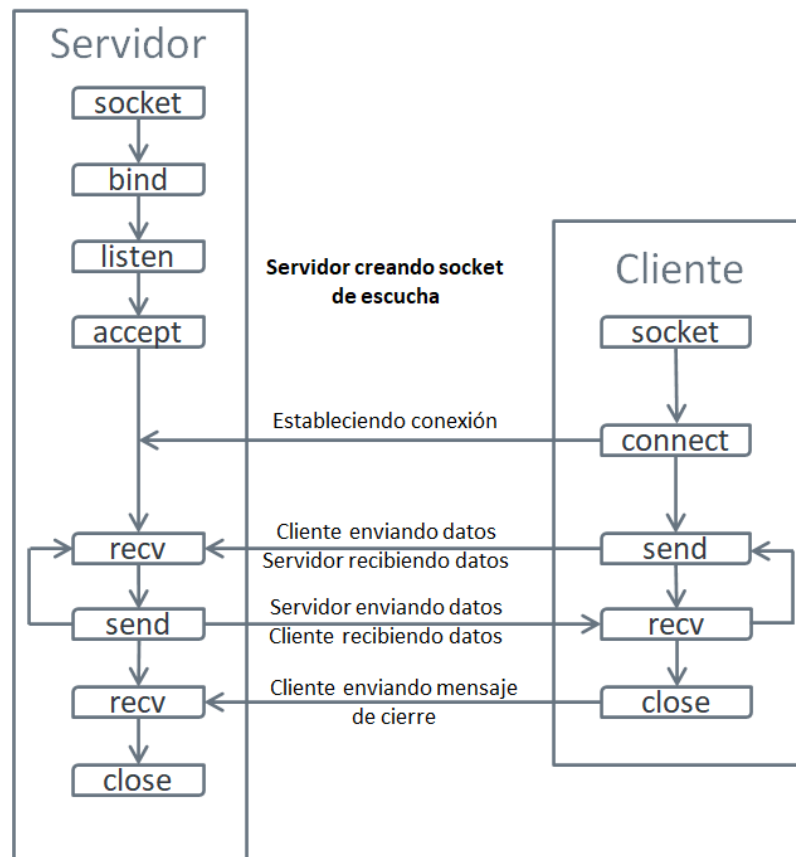 Servidor
socket
bind
listen
accept
Servidor creando socket
de escucha
Cliente
socket
Estableciendo conexión
connect
recv
Cliente enviando datos
Servidor recibiendo datos
send
send
Servidor enviando datos
Cliente recibiendo datos
recv
recv
Cliente enviando mensaje
de cierre
close
close